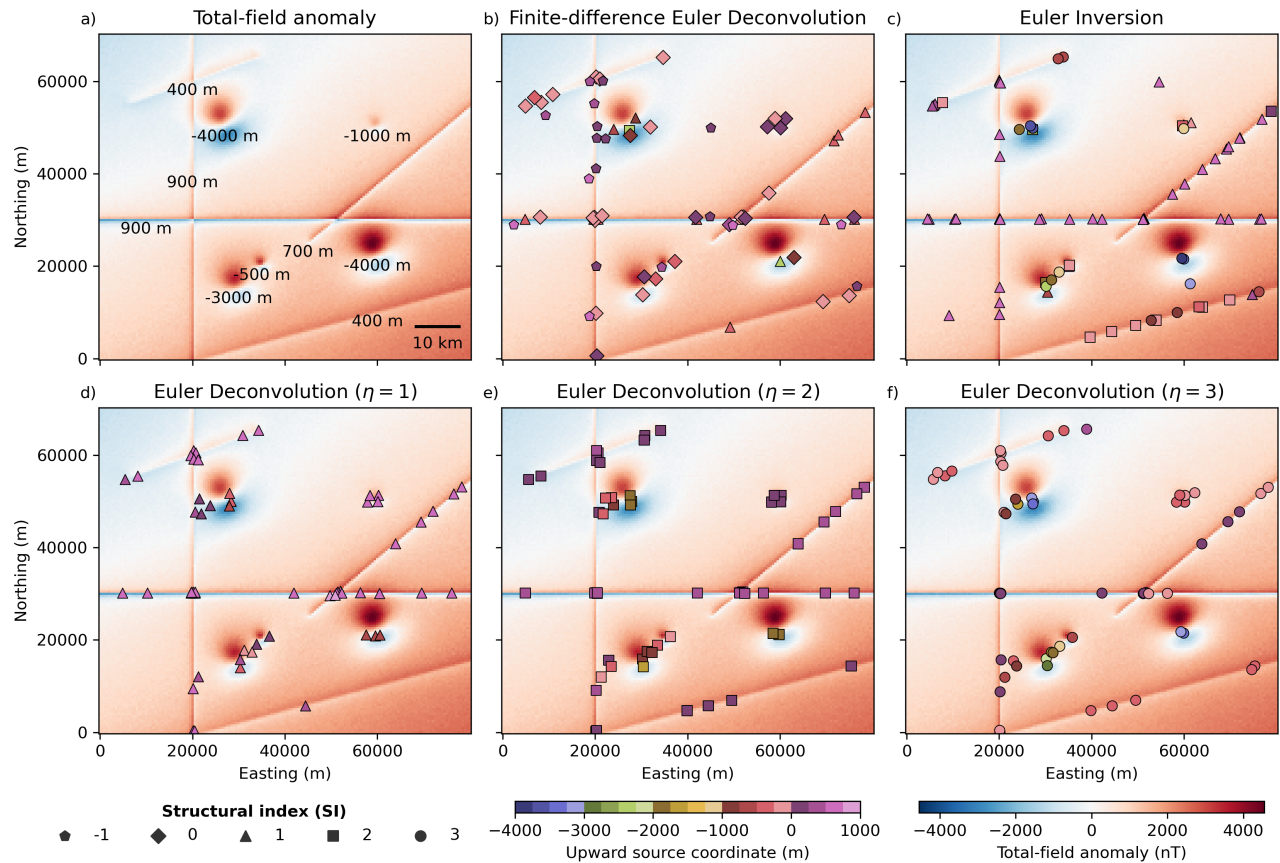 a) Total-field anomaly
b) Finite-difference Euler Deconvolution
c) Euler Inversion
60000
40000
20000
0
Northing (m)
400 m
-4000 m
-1000 m
900 m
900 m
700 m
-500 m
-4000 m
-3000 m
400 m
10 km
d) Euler Deconvolution (η = 1)
e) Euler Deconvolution (η = 2)
f) Euler Deconvolution (η = 3)
60000
40000
20000
0
Northing (m)
0 20000 40000 60000
0 20000 40000 60000
0 20000 40000 60000
Easting (m)
Easting (m)
Easting (m)
Structural index (SI)
-1 0 1 2 3
−4000 −3000 −2000 −1000 0 1000
Upward source coordinate (m)
−4000 −2000 0 2000 4000
Total-field anomaly (nT)